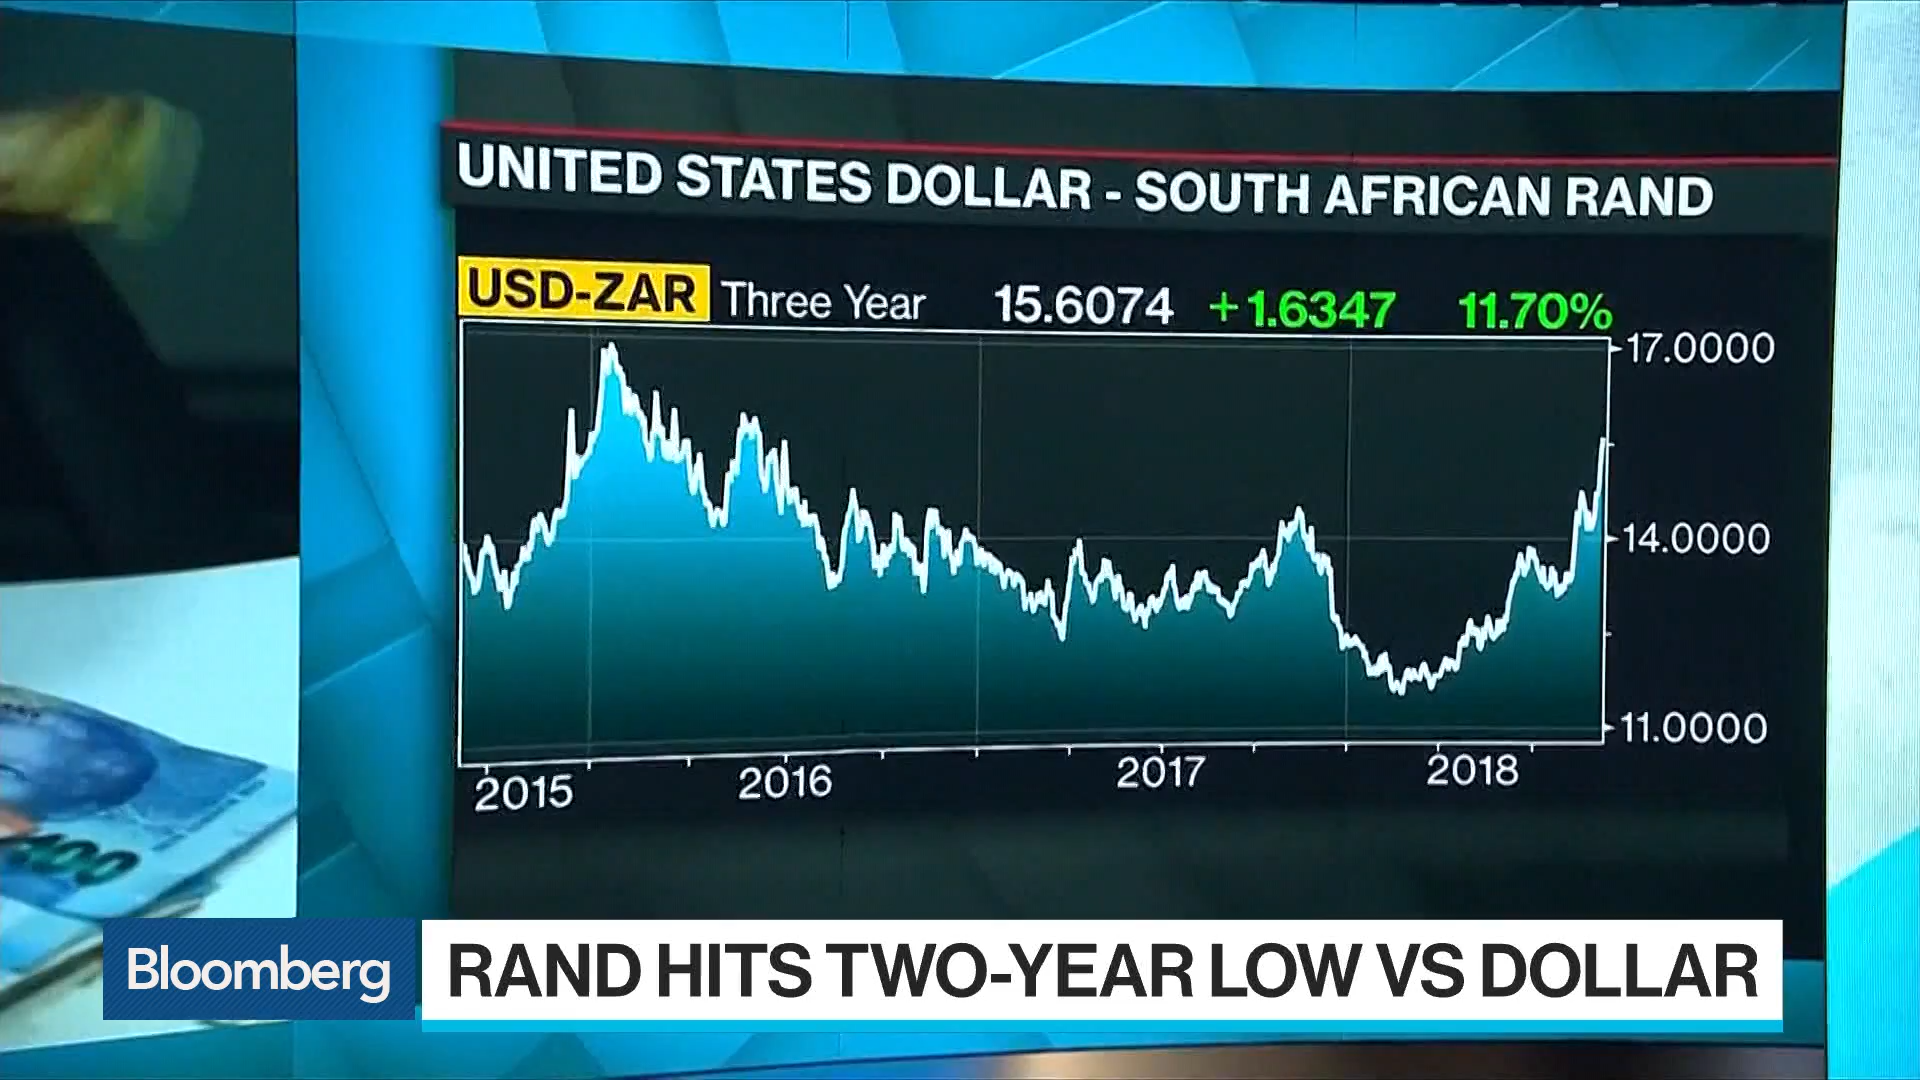 UNITED STATES DOLLAR - SOUTH AFRICAN RAND
USD-ZAR Three Year 15.6074 +1.6347 11.70%
17.0000
14.0000
11.0000
2015 2016 2017 2018
100
Bloomberg
RAND HITS TWO-YEAR LOW VS DOLLAR